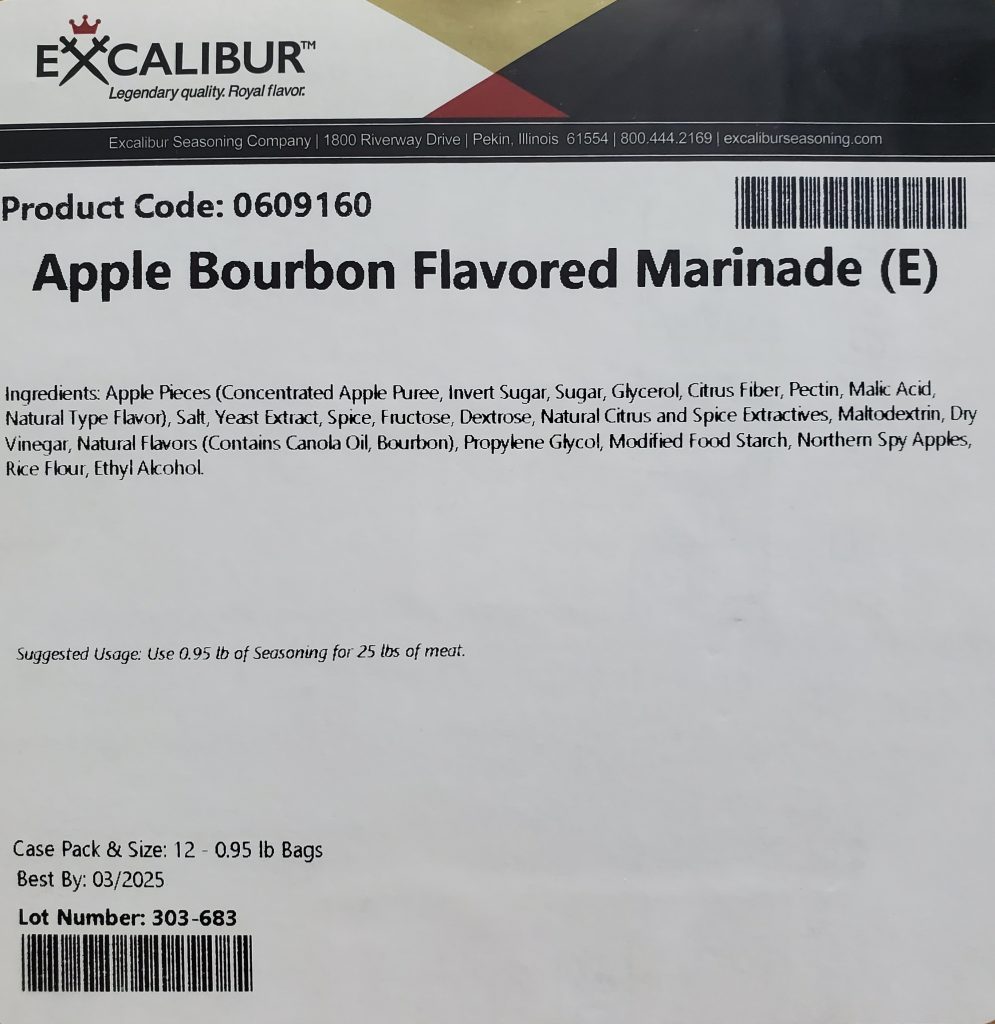 EXCALIBUR™
Legendary quality. Royal flavor.
Excalibur Seasoning Company | 1800 Riverway Drive | Pekin, Illinois 61554 | 800.444.2169 | excaliburseasoning.com
Product Code: 0609160
Apple Bourbon Flavored Marinade (E)
Ingredients: Apple Pieces (Concentrated Apple Puree, Invert Sugar, Sugar, Glycerol, Citrus Fiber, Pectin, Malic Acid,
Natural Type Flavor), Salt, Yeast Extract, Spice, Fructose, Dextrose, Natural Citrus and Spice Extractives, Maltodextrin, Dry
Vinegar, Natural Flavors (Contains Canola Oil, Bourbon), Propylene Glycol, Modified Food Starch, Northern Spy Apples,
Rice Flour, Ethyl Alcohol.
Suggested Usage: Use 0.95 lb of Seasoning for 25 lbs of meat.
Case Pack & Size: 12 - 0.95 lb Bags
Best By: 03/2025
Lot Number: 303-683